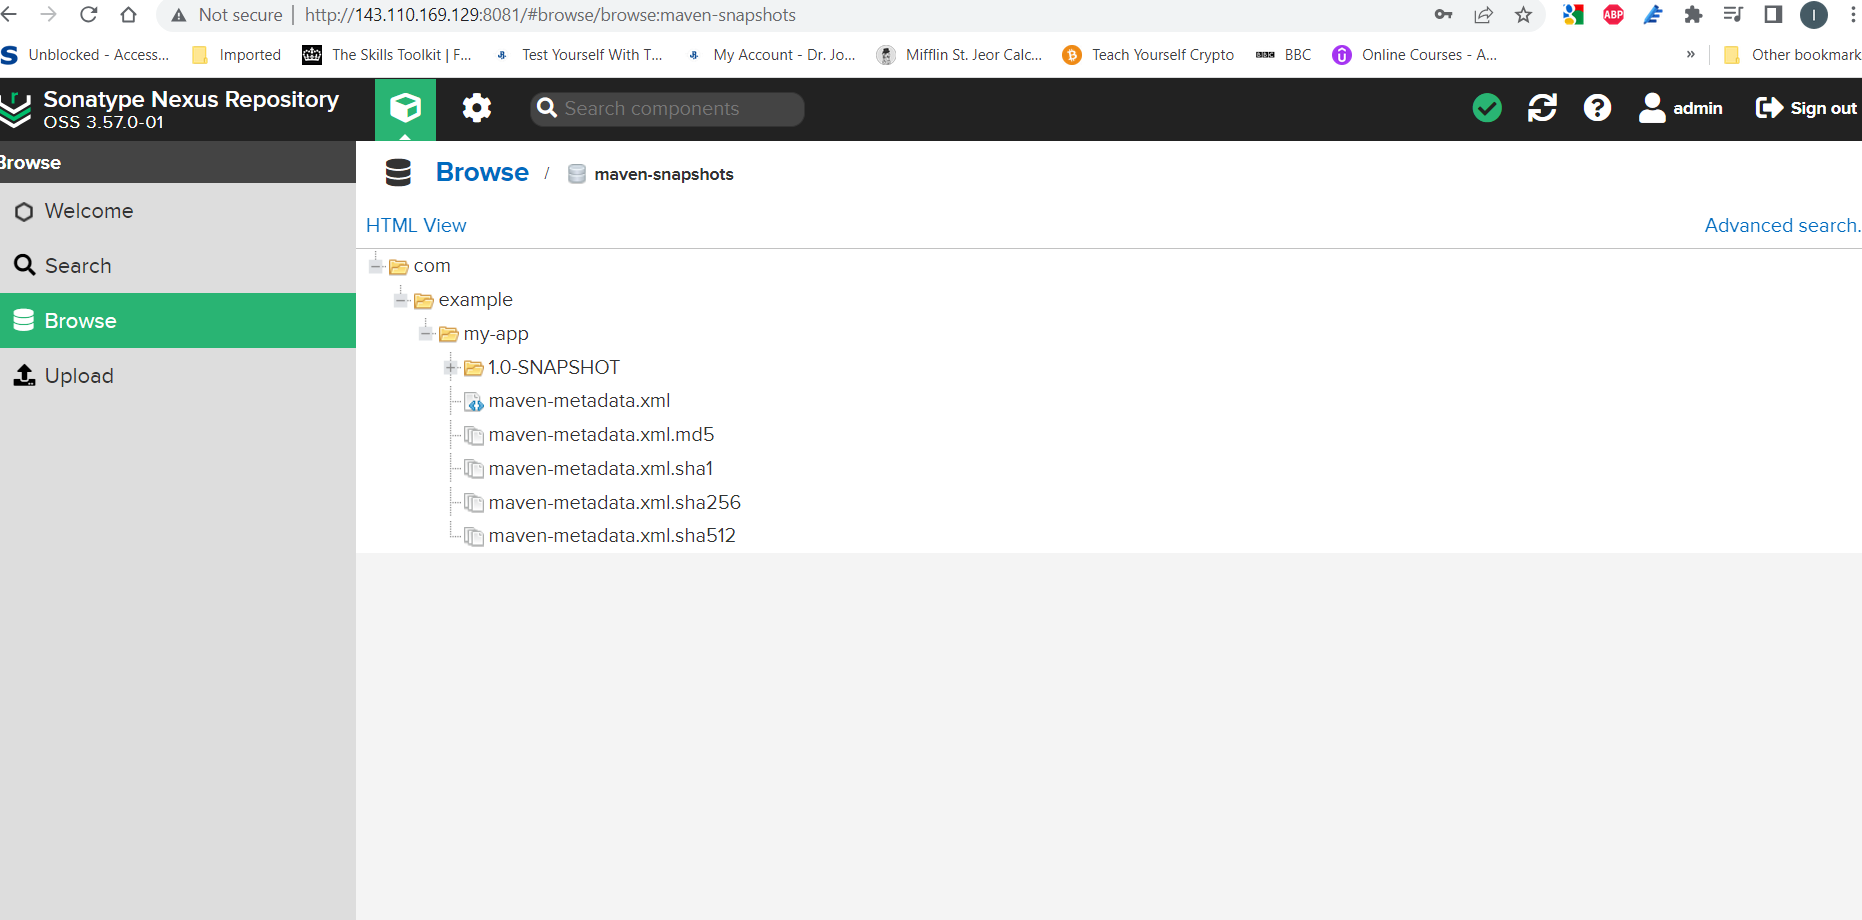 Not secure | http://143.110.169.129:8081/#browse/browse:maven-snapshots ABP I
S Unblocked - Access... Imported The Skills Toolkit | F... Test Yourself With T... My Account - Dr. Jo... Mifflin St. Jeor Calc... Teach Yourself Crypto BBC BBC Online Courses - A... » Other bookmark
Sonatype Nexus Repository
OSS 3.57.0-01
Search components
admin Sign out
Browse
Welcome
Search
Browse
Upload
Browse / maven-snapshots
HTML View Advanced search.
com
example
my-app
1.0-SNAPSHOT
maven-metadata.xml
maven-metadata.xml.md5
maven-metadata.xml.sha1
maven-metadata.xml.sha256
maven-metadata.xml.sha512